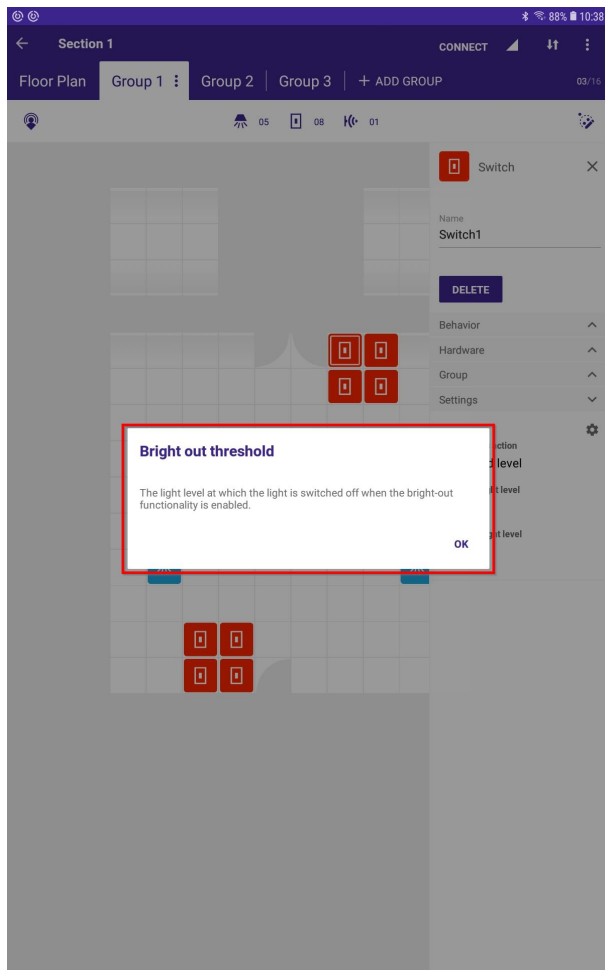 88% 10:38
Section 1
CONNECT
Floor Plan
Group 1
Group 2
Group 3
+ ADD GROUP
03/16
05
08
01
Switch
Name
Switch1
DELETE
Behavior
Hardware
Group
Settings
Bright out threshold
The light level at which the light is switched off when the bright-out
functionality is enabled.
OK
level
level
level